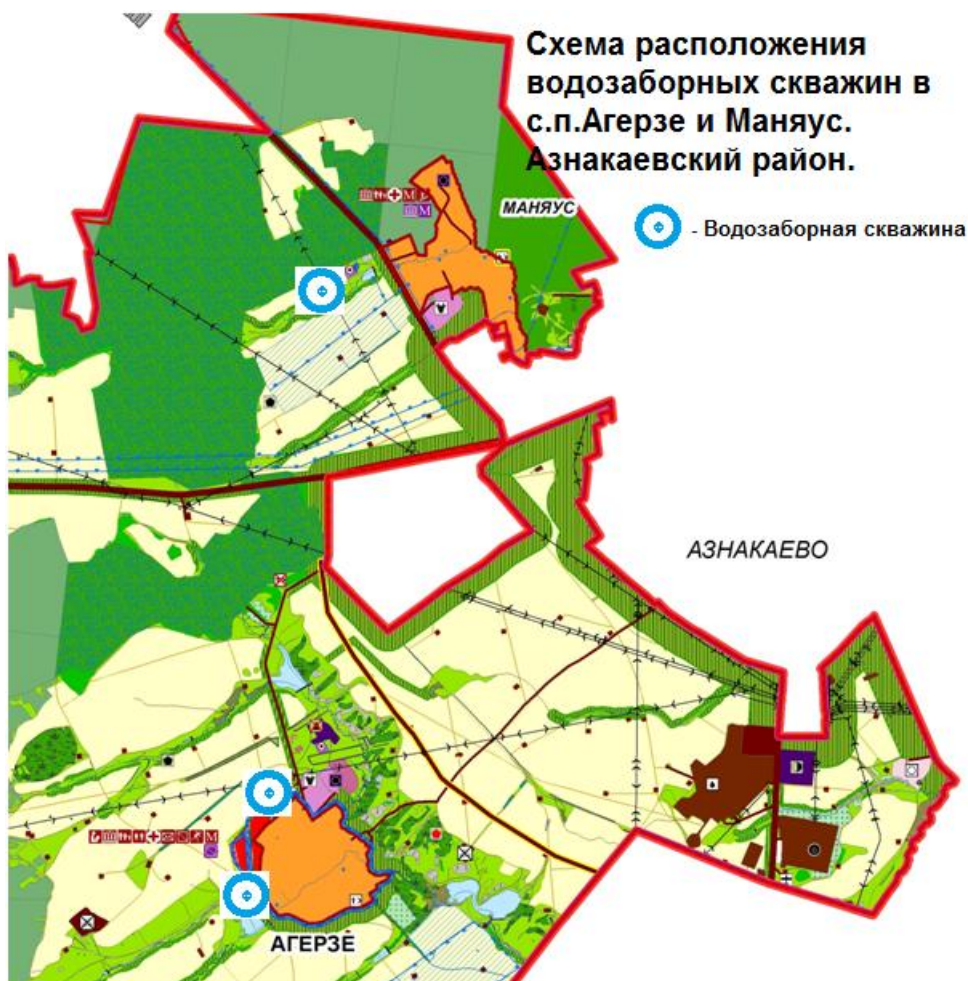 Схема расположения
водозаборных скважин в
с.п.Агерзе и Маняус.
Азнакаевский район.
МАНЯУС
- Водозаборная скважина
АЗНАКАЕВО
АГЕРЗЕ